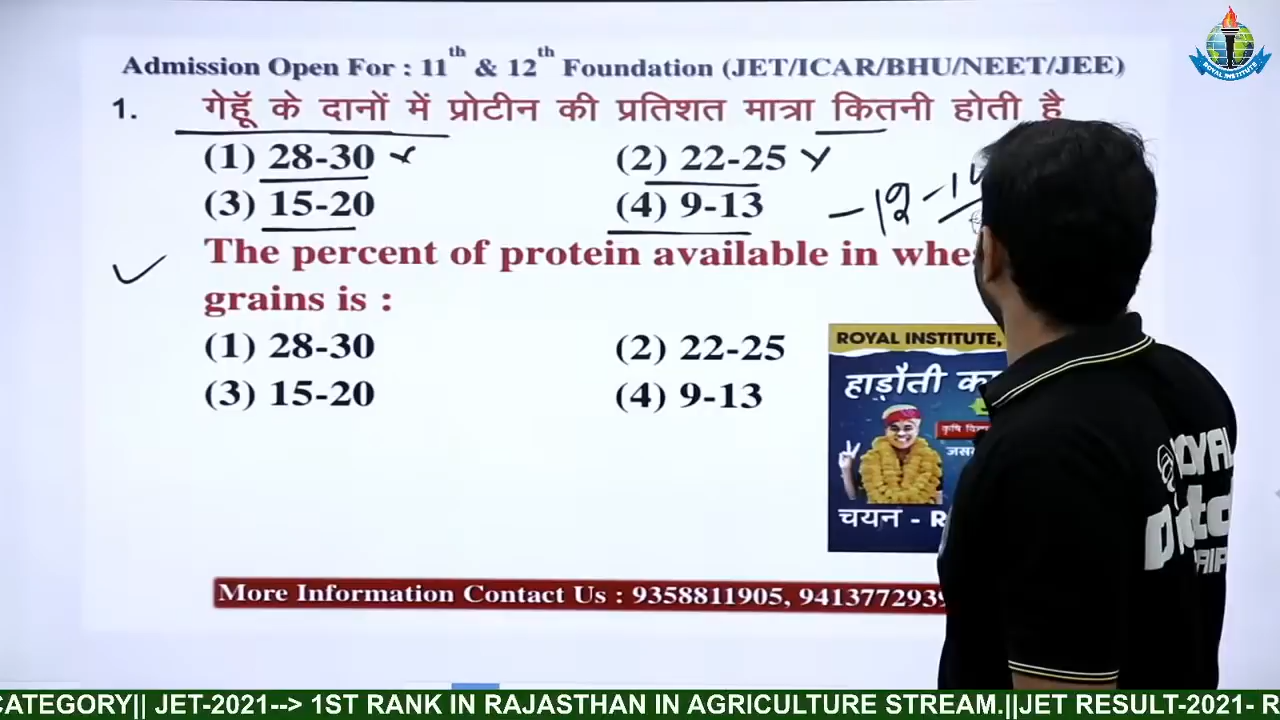 Admission Open For : 11th & 12th Foundation (JET/ICAR/BHU/NEET/JEE)
ROYAL INSTITUTE
1. गेहूॅं के दानों में प्रोटीन की प्रतिशत मात्रा कितनी होती है
(1) 28-30 (2) 22-25
(3) 15-20 (4) 9-13 - 12 -
The percent of protein available in
grains is :
(1) 28-30 (2) 22-25
(3) 15-20 (4) 9-13
ROYAL INSTITUTE,
हाड़ौती
चयन -
More Information Contact Us : 9358811905, 941377293
CATEGORY|| JET-2021--> 1ST RANK IN RAJASTHAN IN AGRICULTURE STREAM.||JET RESULT-2021- R